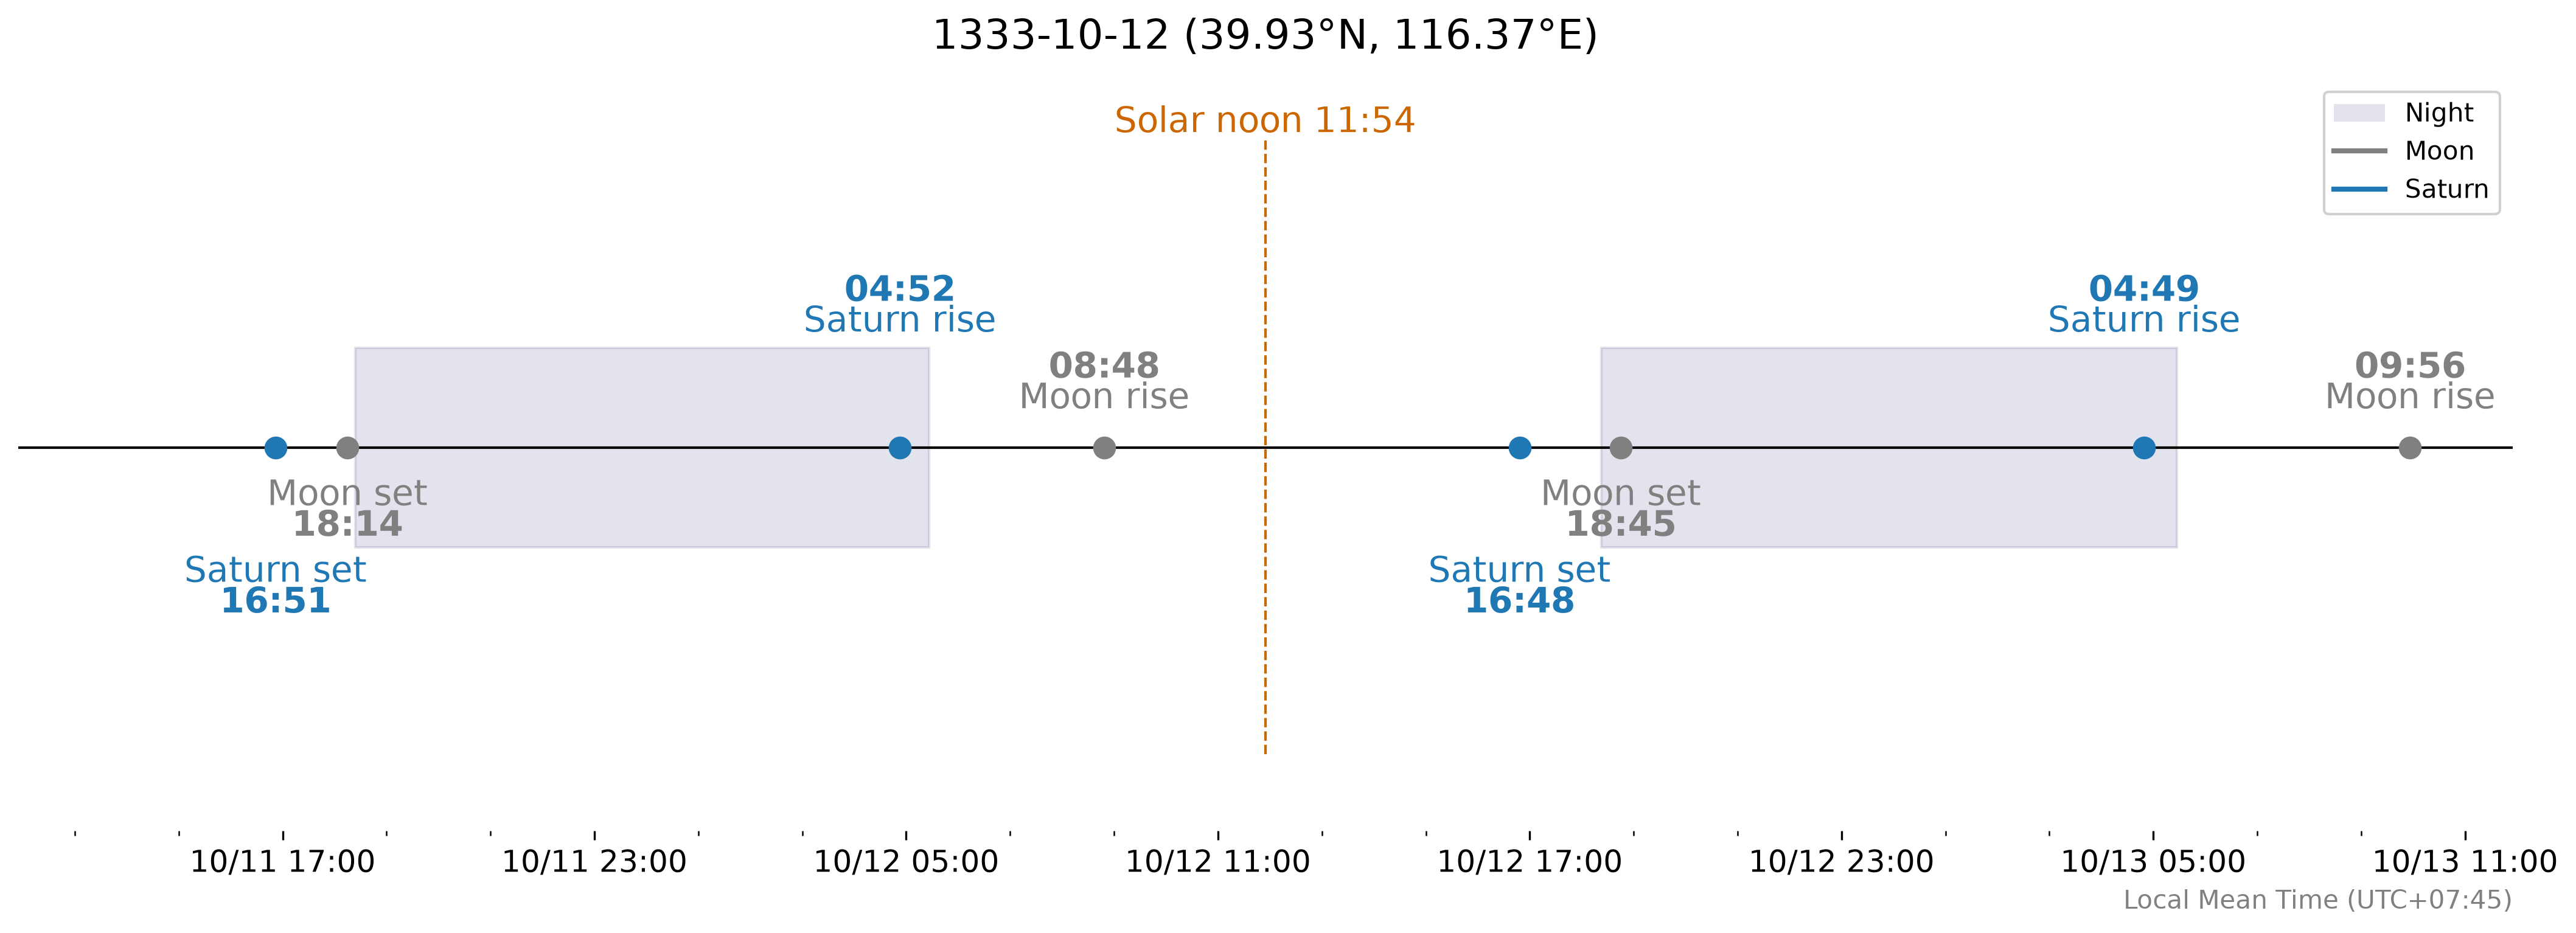 1333-10-12 (39.93°N, 116.37°E)
Solar noon 11:54
Night
Moon
Saturn
04:52
Saturn rise
04:49
Saturn rise
08:48
Moon rise
09:56
Moon rise
Moon set
18:14
Moon set
18:45
Saturn set
16:51
Saturn set
16:48
10/11 17:00
10/11 23:00
10/12 05:00
10/12 11:00
10/12 17:00
10/12 23:00
10/13 05:00
10/13 11:00
Local Mean Time (UTC+07:45)